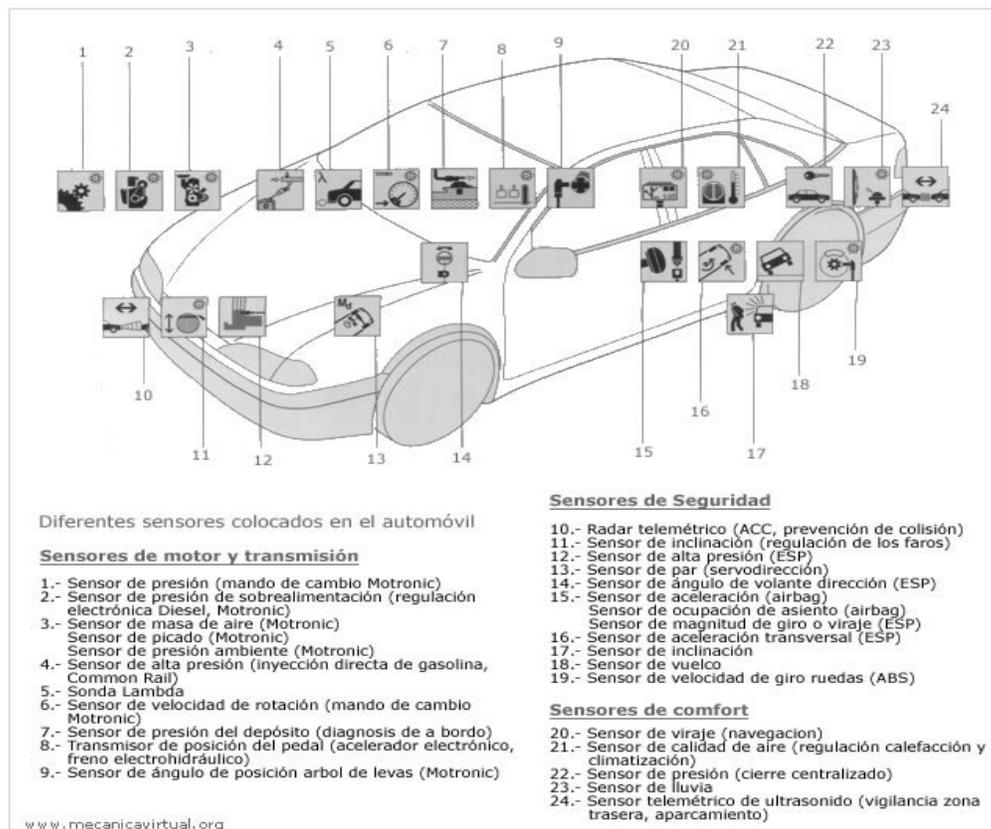 1 2 3 4 5 6 7 8 9 20 21 22 23
24
λ
1/min
Md
10 11 12 13 14 15 16 17 18 19
Diferentes sensores colocados en el automóvil
Sensores de motor y transmisión
1.- Sensor de presión (mando de cambio Motronic)
2.- Sensor de presión de sobrealimentación (regulación
electrónica Diesel, Motronic)
3.- Sensor de masa de aire (Motronic)
Sensor de picado (Motronic)
Sensor de presión ambiente (Motronic)
4.- Sensor de alta presión (inyección directa de gasolina,
Common Rail)
5.- Sonda Lambda
6.- Sensor de velocidad de rotación (mando de cambio
Motronic)
7.- Sensor de presión del depósito (diagnosis de a bordo)
8.- Transmisor de posición del pedal (acelerador electrónico,
freno electrohidráulico)
9.- Sensor de ángulo de posición arbol de levas (Motronic)
Sensores de Seguridad
10.- Radar telemétrico (ACC, prevención de colisión)
11.- Sensor de inclinación (regulación de los faros)
12.- Sensor de alta presión (ESP)
13.- Sensor de par (servodirección)
14.- Sensor de ángulo de volante dirección (ESP)
15.- Sensor de aceleración (airbag)
Sensor de ocupación de asiento (airbag)
Sensor de magnitud de giro o viraje (ESP)
16.- Sensor de aceleración transversal (ESP)
17.- Sensor de inclinación
18.- Sensor de vuelco
19.- Sensor de velocidad de giro ruedas (ABS)
Sensores de comfort
20.- Sensor de viraje (navegacion)
21.- Sensor de calidad de aire (regulación calefacción y
climatización)
22.- Sensor de presión (cierre centralizado)
23.- Sensor de lluvia
24.- Sensor telemétrico de ultrasonido (vigilancia zona
trasera, aparcamiento)
www.mecanicavirtual.org